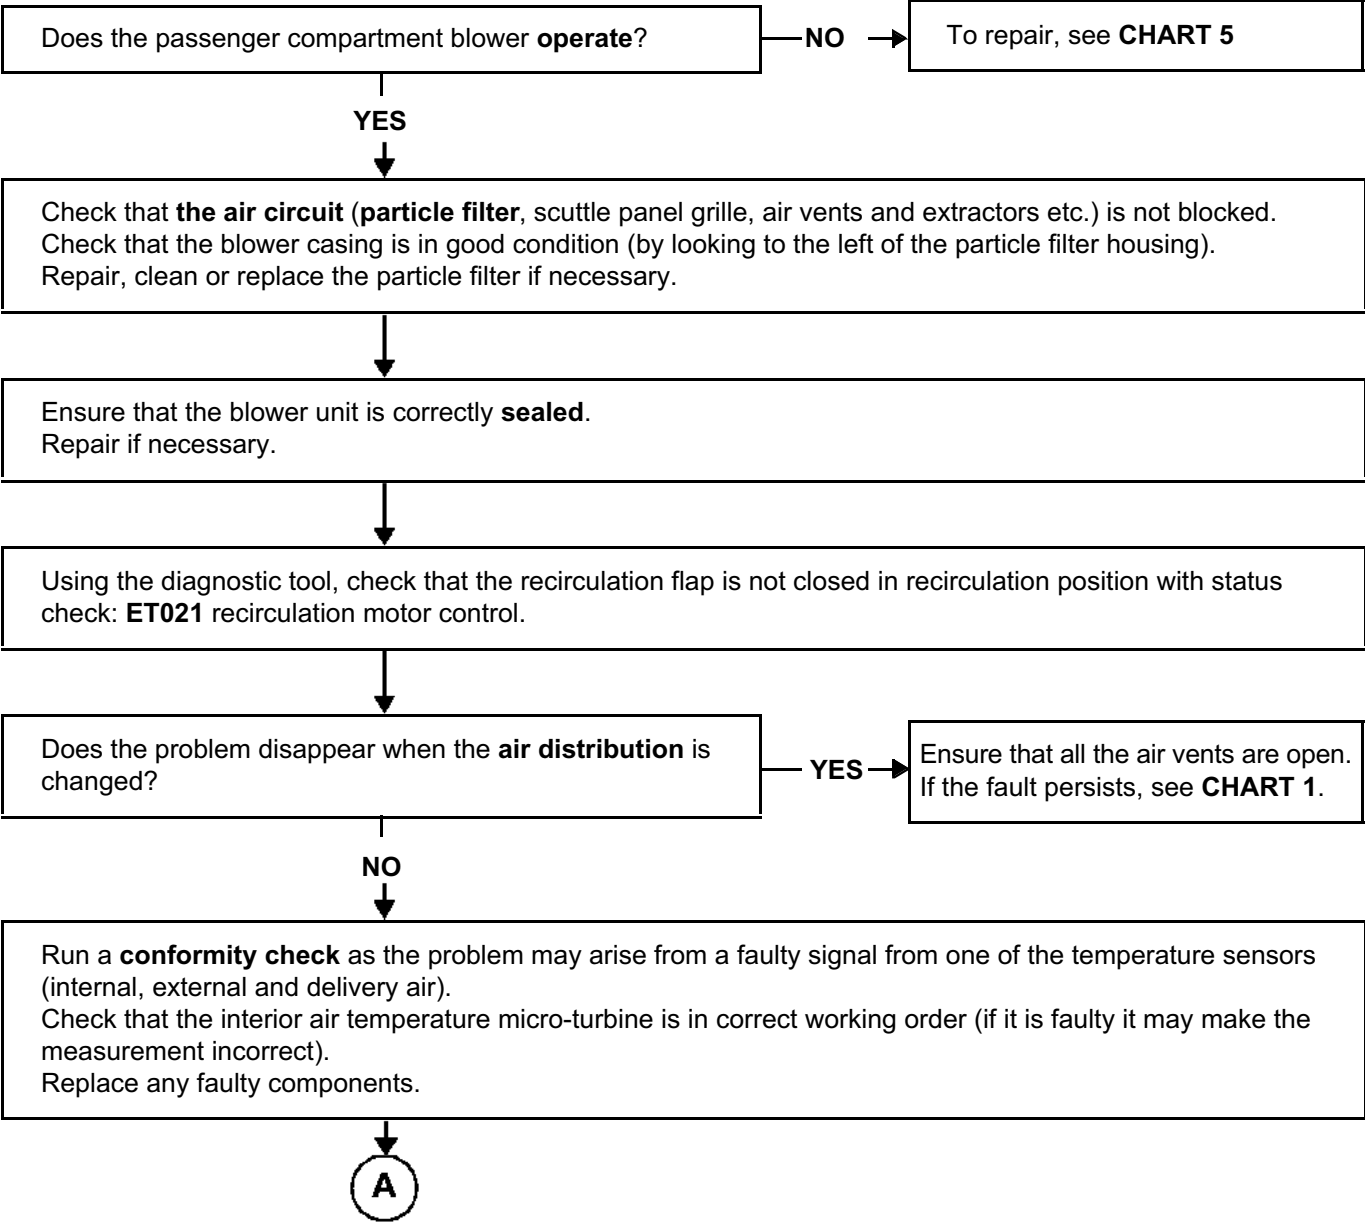 Does the passenger compartment blower operate?
NO
To repair, see CHART 5
YES
Check that the air circuit (particle filter, scuttle panel grille, air vents and extractors etc.) is not blocked.
Check that the blower casing is in good condition (by looking to the left of the particle filter housing).
Repair, clean or replace the particle filter if necessary.
Ensure that the blower unit is correctly sealed.
Repair if necessary.
Using the diagnostic tool, check that the recirculation flap is not closed in recirculation position with status
check: ET021 recirculation motor control.
Does the problem disappear when the air distribution is
changed?
YES
Ensure that all the air vents are open.
If the fault persists, see CHART 1.
NO
Run a conformity check as the problem may arise from a faulty signal from one of the temperature sensors
(internal, external and delivery air).
Check that the interior air temperature micro-turbine is in correct working order (if it is faulty it may make the
measurement incorrect).
Replace any faulty components.
A